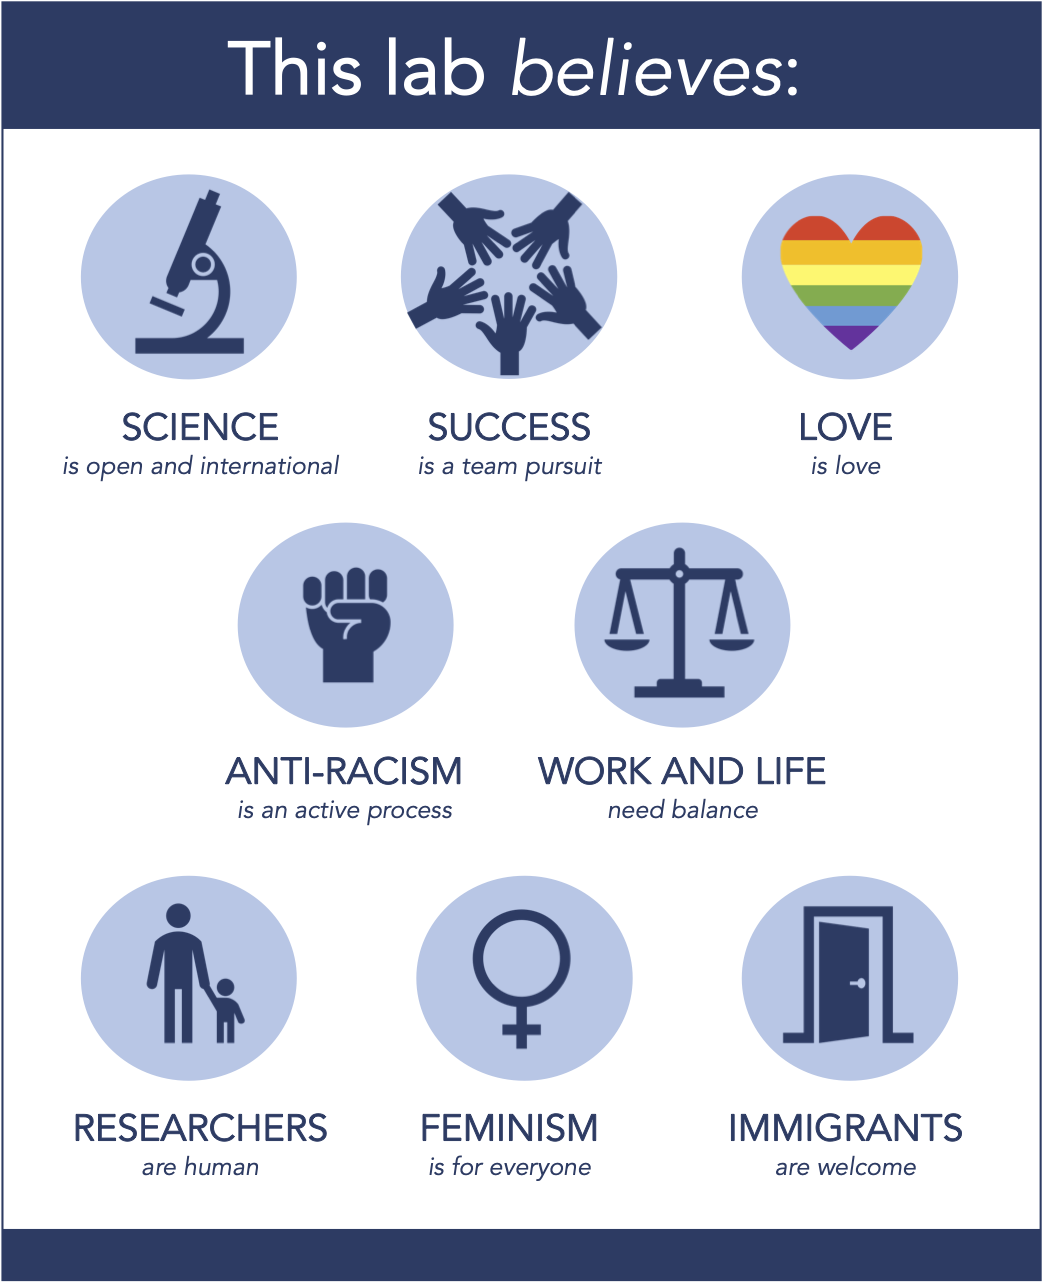 This lab believes:
SCIENCE
is open and international
SUCCESS
is a team pursuit
LOVE
is love
ANTI-RACISM
is an active process
WORK AND LIFE
need balance
RESEARCHERS
are human
FEMINISM
is for everyone
IMMIGRANTS
are welcome